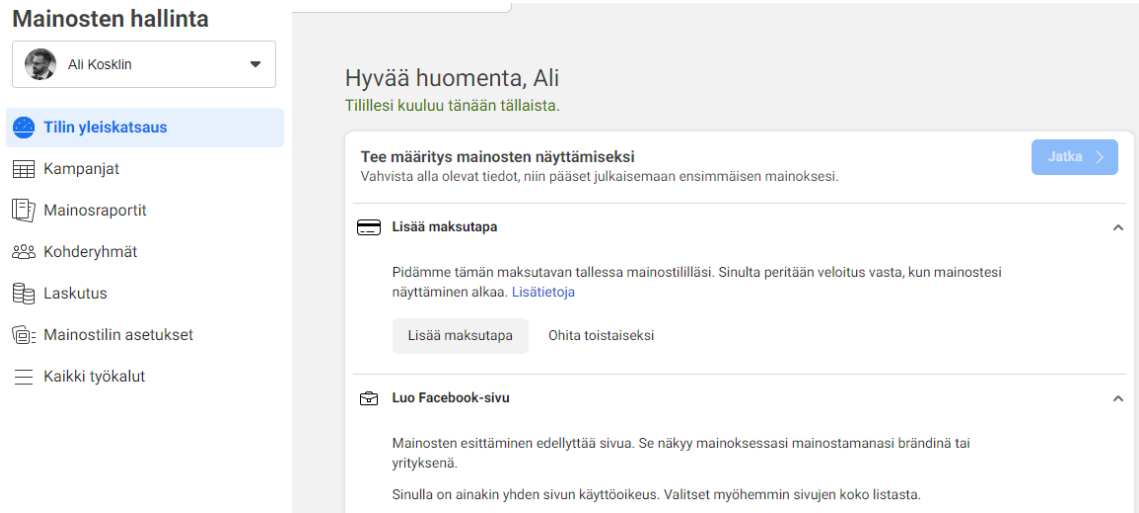 Mainosten hallinta
Ali Kosklin
Tilin yleiskatsaus
Kampanjat
Mainosraportit
Kohderyhmät
Laskutus
Mainostilin asetukset
Kaikki työkalut
Hyvää huomenta, Ali
Tilillesi kuuluu tänään tällaista.
Tee määritys mainosten näyttämiseksi
Vahvista alla olevat tiedot, niin pääset julkaisemaan ensimmäisen mainoksesi.
Jatka
Lisää maksutapa
Pidämme tämän maksutavan tallessa mainostililläsi. Sinulta peritään veloitus vasta, kun mainostesi
näyttäminen alkaa. Lisätietoja
Lisää maksutapa Ohita toistaiseksi
Luo Facebook-sivu
Mainosten esittäminen edellyttää sivua. Se näkyy mainoksessasi mainostamanasi brändinä tai
yrityksenä.
Sinulla on ainakin yhden sivun käyttöoikeus. Valitset myöhemmin sivujen koko listasta.